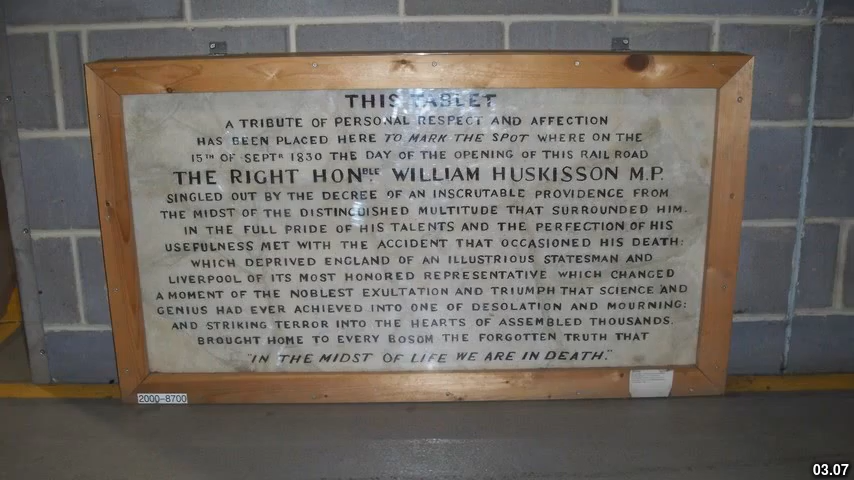 THIS TABLET
A TRIBUTE OF PERSONAL RESPECT AND AFFECTION
HAS BEEN PLACED HERE TO MARK THE SPOT WHERE ON THE
15TH OF SEPTR 1830 THE DAY OF THE OPENING OF THIS RAIL ROAD
THE RIGHT HONBLE WILLIAM HUSKISSON M.P.
SINGLED OUT BY THE DECREE OF AN INSCRUTABLE PROVIDENCE FROM
THE MIDST OF THE DISTINGUISHED MULTITUDE THAT SURROUNDED HIM.
IN THE FULL PRIDE OF HIS TALENTS AND THE PERFECTION OF HIS
USEFULNESS MET WITH THE ACCIDENT THAT OCCASIONED HIS DEATH:
WHICH DEPRIVED ENGLAND OF AN ILLUSTRIOUS STATESMAN AND
LIVERPOOL OF ITS MOST HONORED REPRESENTATIVE WHICH CHANGED
A MOMENT OF THE NOBLEST EXULTATION AND TRIUMPH THAT SCIENCE AND
GENIUS HAD EVER ACHIEVED INTO ONE OF DESOLATION AND MOURNING:
AND STRIKING TERROR INTO THE HEARTS OF ASSEMBLED THOUSANDS.
BROUGHT HOME TO EVERY BOSOM THE FORGOTTEN TRUTH THAT
"IN THE MIDST OF LIFE WE ARE IN DEATH."
2000-8700
03.07